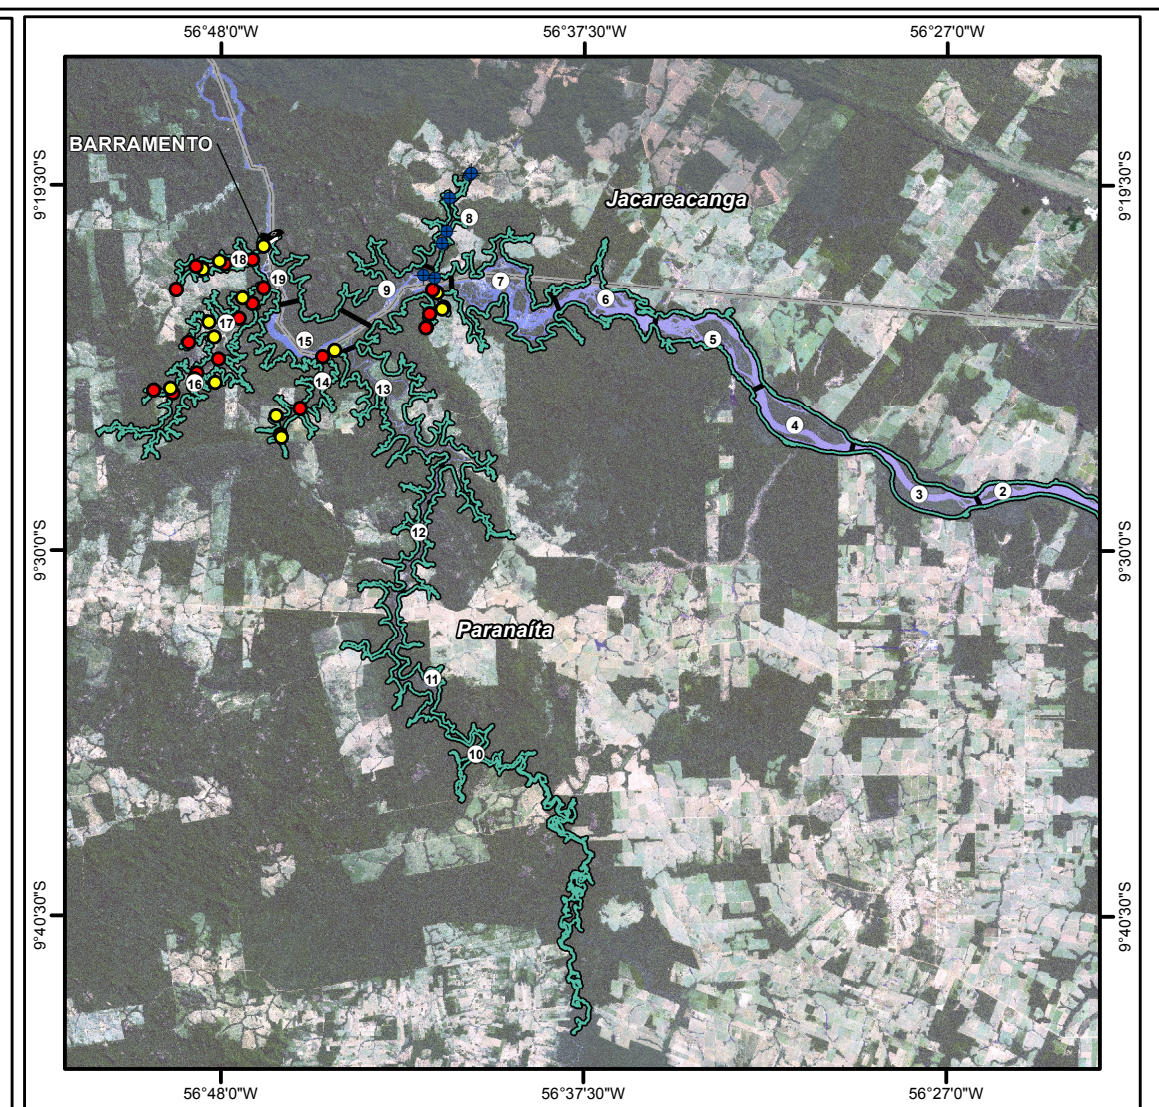 56°48'0"W
56°37'30"W
56°27'0"W
BARRAMENTO
9°19'30"S
9°19'30"S
Jacareacanga
8
18
19
9
7
6
17
15
5
16
14
13
4
3
2
12
9°30'0"S
9°30'0"S
Paranaíta
11
10
9°40'30"S
9°40'30"S
56°48'0"W
56°37'30"W
56°27'0"W